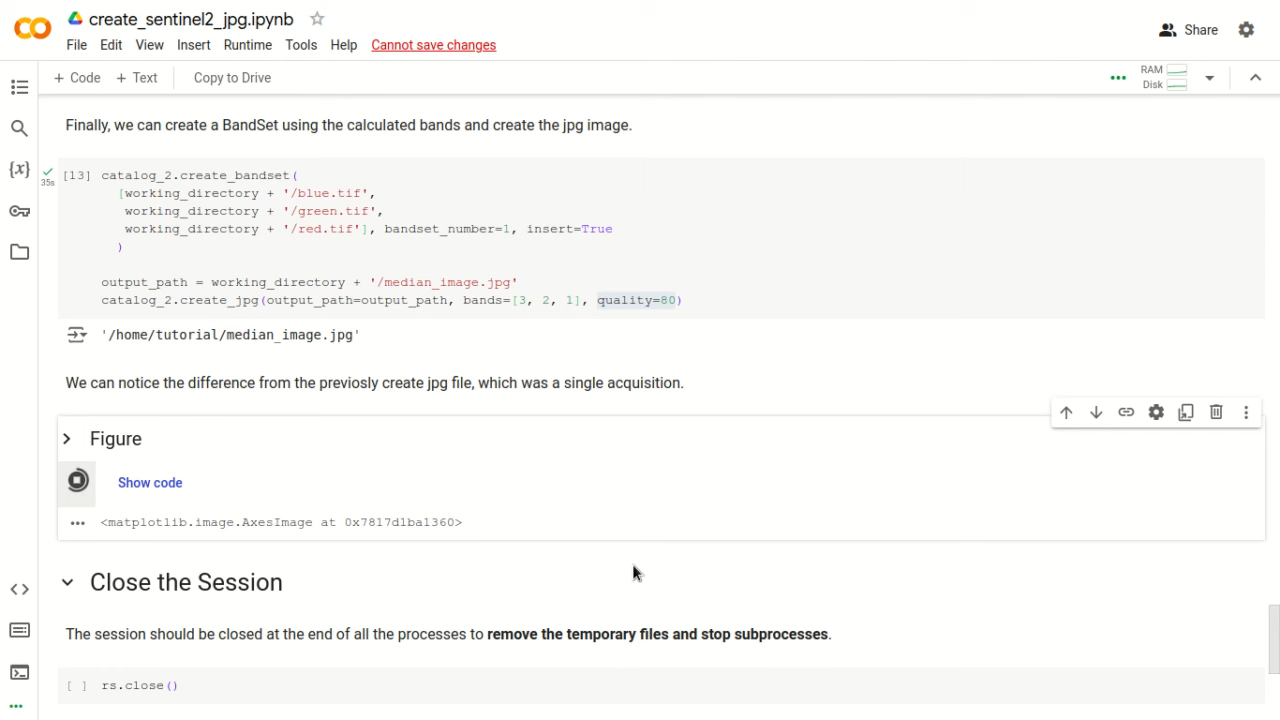 create_sentinel2_jpg.ipynb
File Edit View Insert Runtime Tools Help Cannot save changes
Share
+ Code + Text Copy to Drive
RAM
Disk
Finally, we can create a BandSet using the calculated bands and create the jpg image.
[13] catalog_2.create_bandset(
35s
[working_directory + '/blue.tif',
working_directory + '/green.tif',
working_directory + '/red.tif'], bandset_number=1, insert=True
)
output_path = working_directory + '/median_image.jpg'
catalog_2.create_jpg(output_path=output_path, bands=[3, 2, 1], quality=80)
'/home/tutorial/median_image.jpg'
We can notice the difference from the previosly create jpg file, which was a single acquisition.
Figure
Show code
<matplotlib.image.AxesImage at 0x7817d1ba1360>
Close the Session
The session should be closed at the end of all the processes to remove the temporary files and stop subprocesses.
[ ] rs.close()